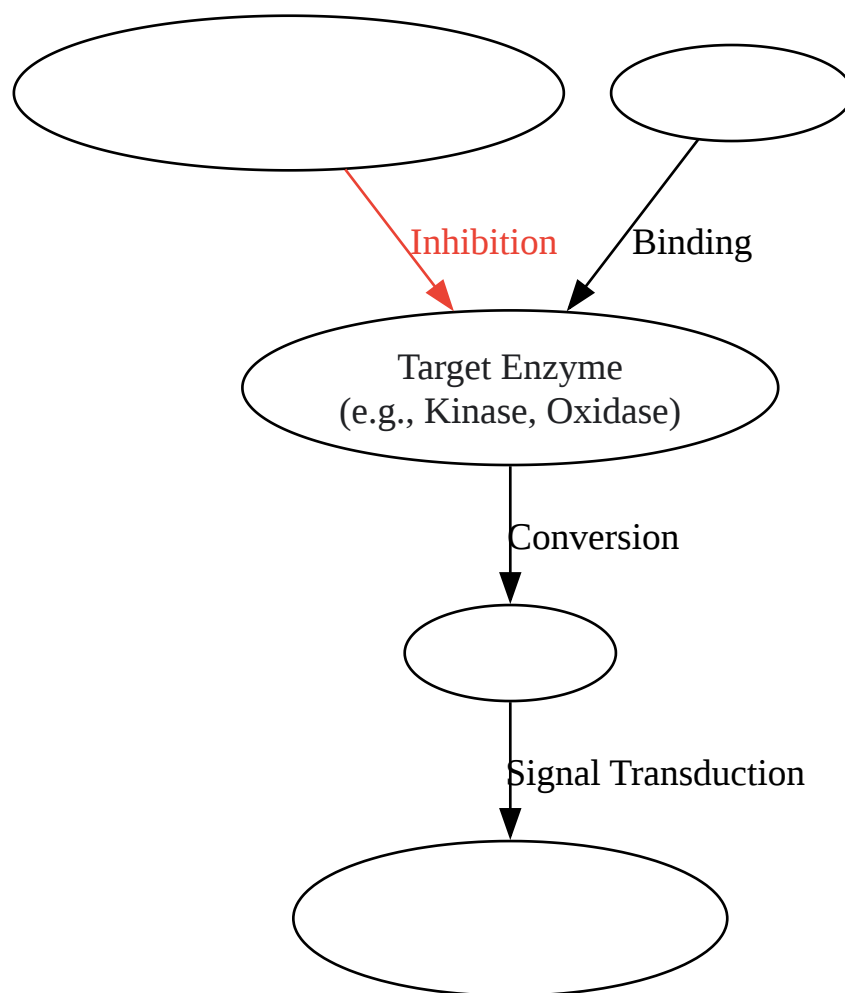 Inhibition
Binding
Target Enzyme
(e.g., Kinase, Oxidase)
Conversion
Signal Transduction